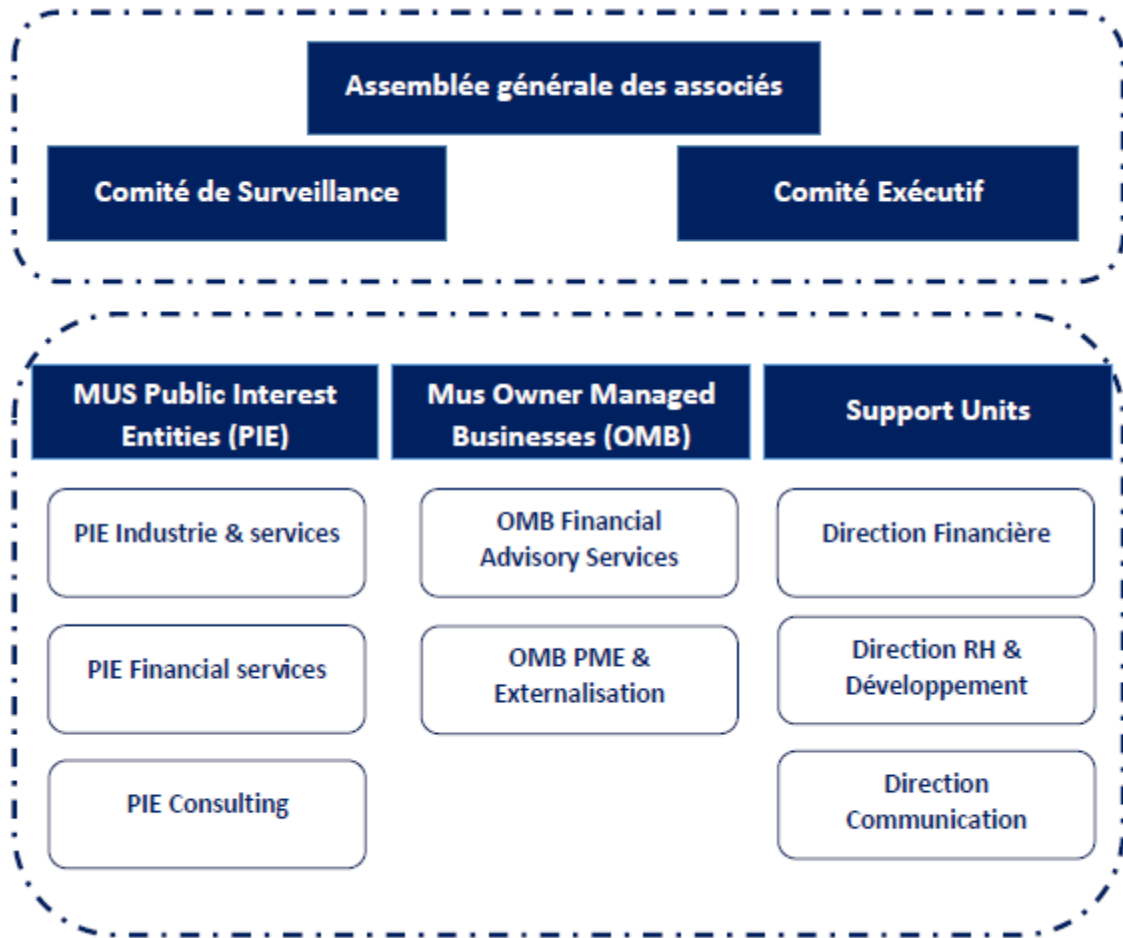 Assemblée générale des associés
Comité de Surveillance
Comité Exécutif
MUS Public Interest
Entities (PIE)
Mus Owner Managed
Businesses (OMB)
Support Units
PIE Industrie & services
OMB Financial
Advisory Services
Direction Financière
PIE Financial services
OMB PME &
Externalisation
Direction RH &
Développement
PIE Consulting
Direction
Communication